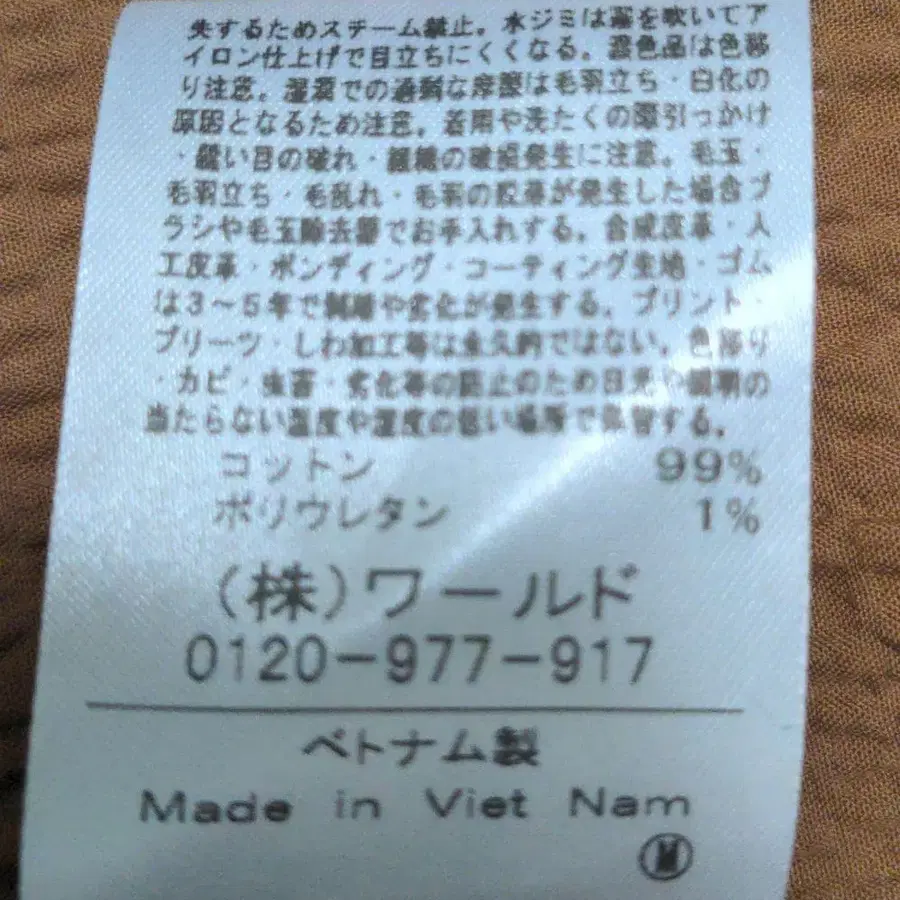 失するためスチーム禁止。水ジミは霧を吹いてア
イロン仕上げで目立ちにくくなる。濃色品は色移
り注意。湿潤での過剰な摩擦は毛羽立ち・白化の
原因となるため注意。着用や洗たくの際引っかけ
・縫い目の破れ・組織の破損発生に注意。毛玉・
毛羽立ち・毛乱れ・毛羽の脱落が発生した場合ブ
ラシや毛玉除去器でお手入れする。合成皮革・人
工皮革・ボンディング・コーティング生地・ゴム
は3～5年で剥離や劣化が発生する。プリント・
プリーツ・しわ加工等は永久的ではない。色移り
・カビ・虫害・劣化等の防止のため日光や照明の
当たらない温度や湿度の低い場所で保管する。
コットン 99%
ポリウレタン 1%
(株)ワールド
0120-977-917
ベトナム製
Made in Viet Nam